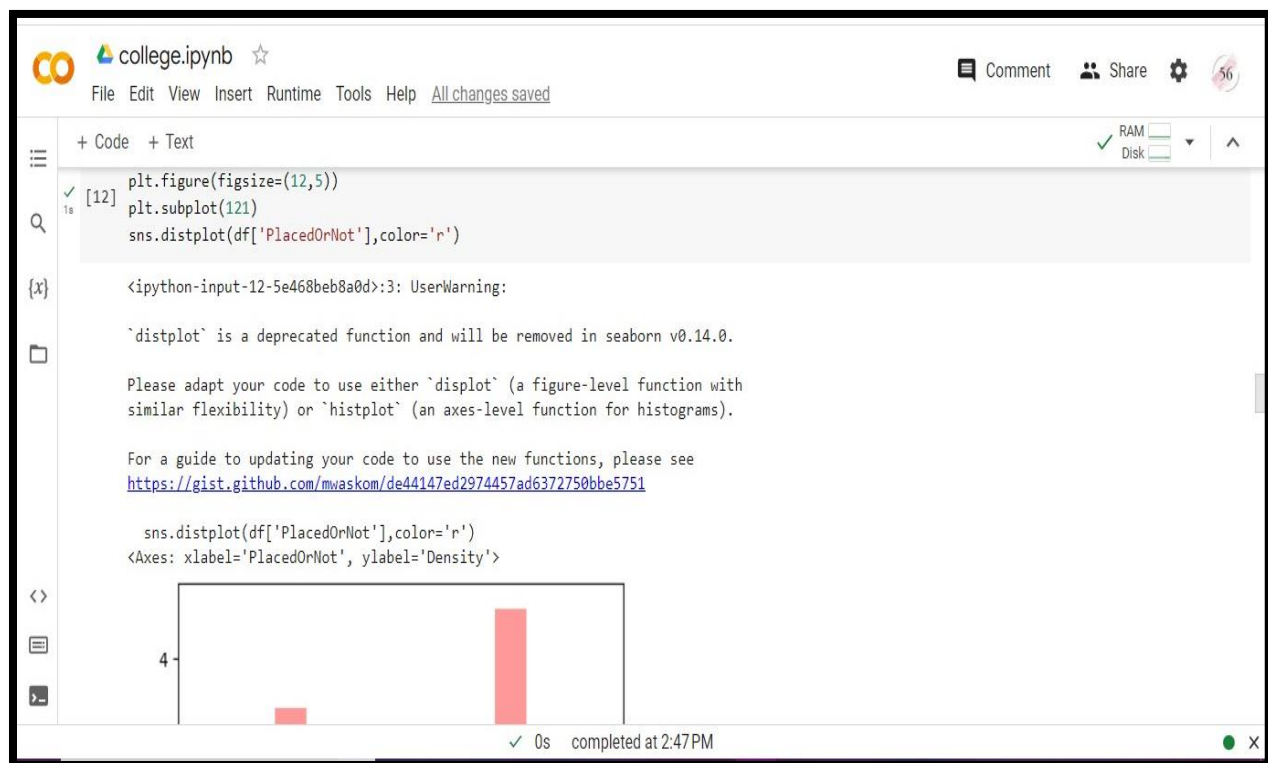 CO college.ipynb
Comment Share 56
File Edit View Insert Runtime Tools Help All changes saved
+ Code + Text
RAM
Disk
[12] plt.figure(figsize=(12,5))
1s
plt.subplot(121)
sns.distplot(df['PlacedOrNot'],color='r')
{x}
<ipython-input-12-5e468beb8a0d>:3: UserWarning:
`distplot` is a deprecated function and will be removed in seaborn v0.14.0.
Please adapt your code to use either `displot` (a figure-level function with
similar flexibility) or `histplot` (an axes-level function for histograms).
For a guide to updating your code to use the new functions, please see
https://gist.github.com/mwaskom/de44147ed2974457ad6372750bbe5751
sns.distplot(df['PlacedOrNot'],color='r')
<Axes: xlabel='PlacedOrNot', ylabel='Density'>
4
0s completed at 2:47 PM